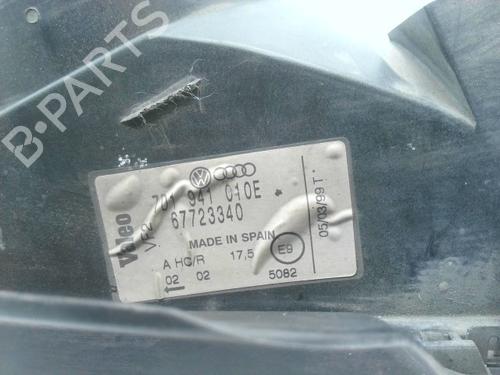 B-PARTS
Valeo
VR2
701 941 010E
67723340
MADE IN SPAIN
A HC/R 17,5 E9
02 02 5082
05/03/99 T·